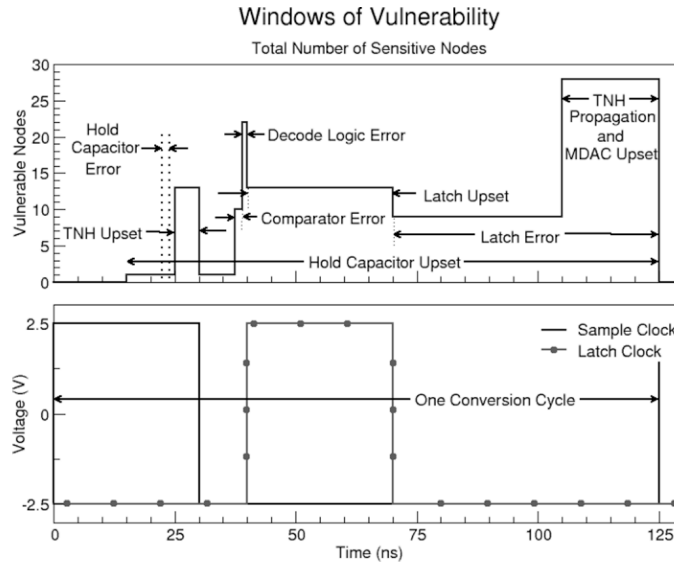 Windows of Vulnerability
Total Number of Sensitive Nodes
30
25
20
15
10
5
0
Vulnerable Nodes
Hold
Capacitor
Error
Decode Logic Error
TNH
Propagation
and
MDAC Upset
Latch Upset
TNH Upset
Comparator Error
Latch Error
Hold Capacitor Upset
2.5
0
-2.5
Voltage (V)
Sample Clock
Latch Clock
One Conversion Cycle
0
25
50
75
100
125
Time (ns)